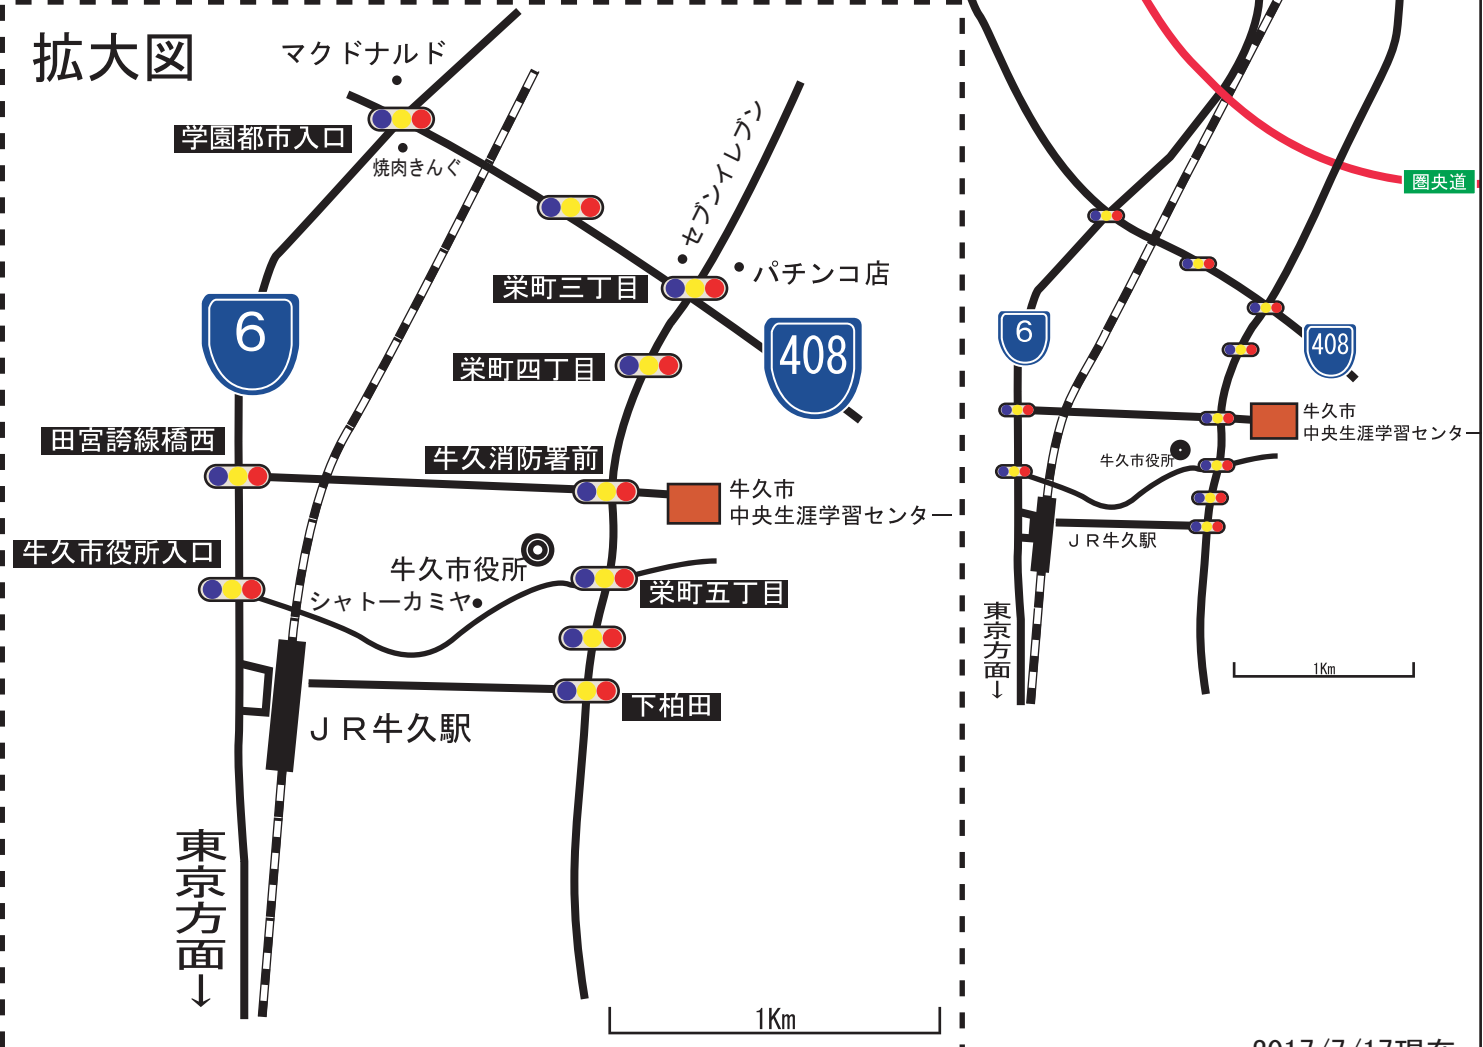 拡大図
マクドナルド
学園都市入口
焼肉きんぐ
セブンイレブン
パチンコ店
栄町三丁目
6
栄町四丁目
408
田宮誇線橋西
牛久消防署前
牛久市
中央生涯学習センター
牛久市役所入口
牛久市役所
シャトーカミヤ
栄町五丁目
下柏田
ＪＲ牛久駅
東京方面↓
1Km
圏央道
6
408
牛久市
中央生涯学習センター
牛久市役所
ＪＲ牛久駅
東京方面↓
1Km
2017/7/17現在